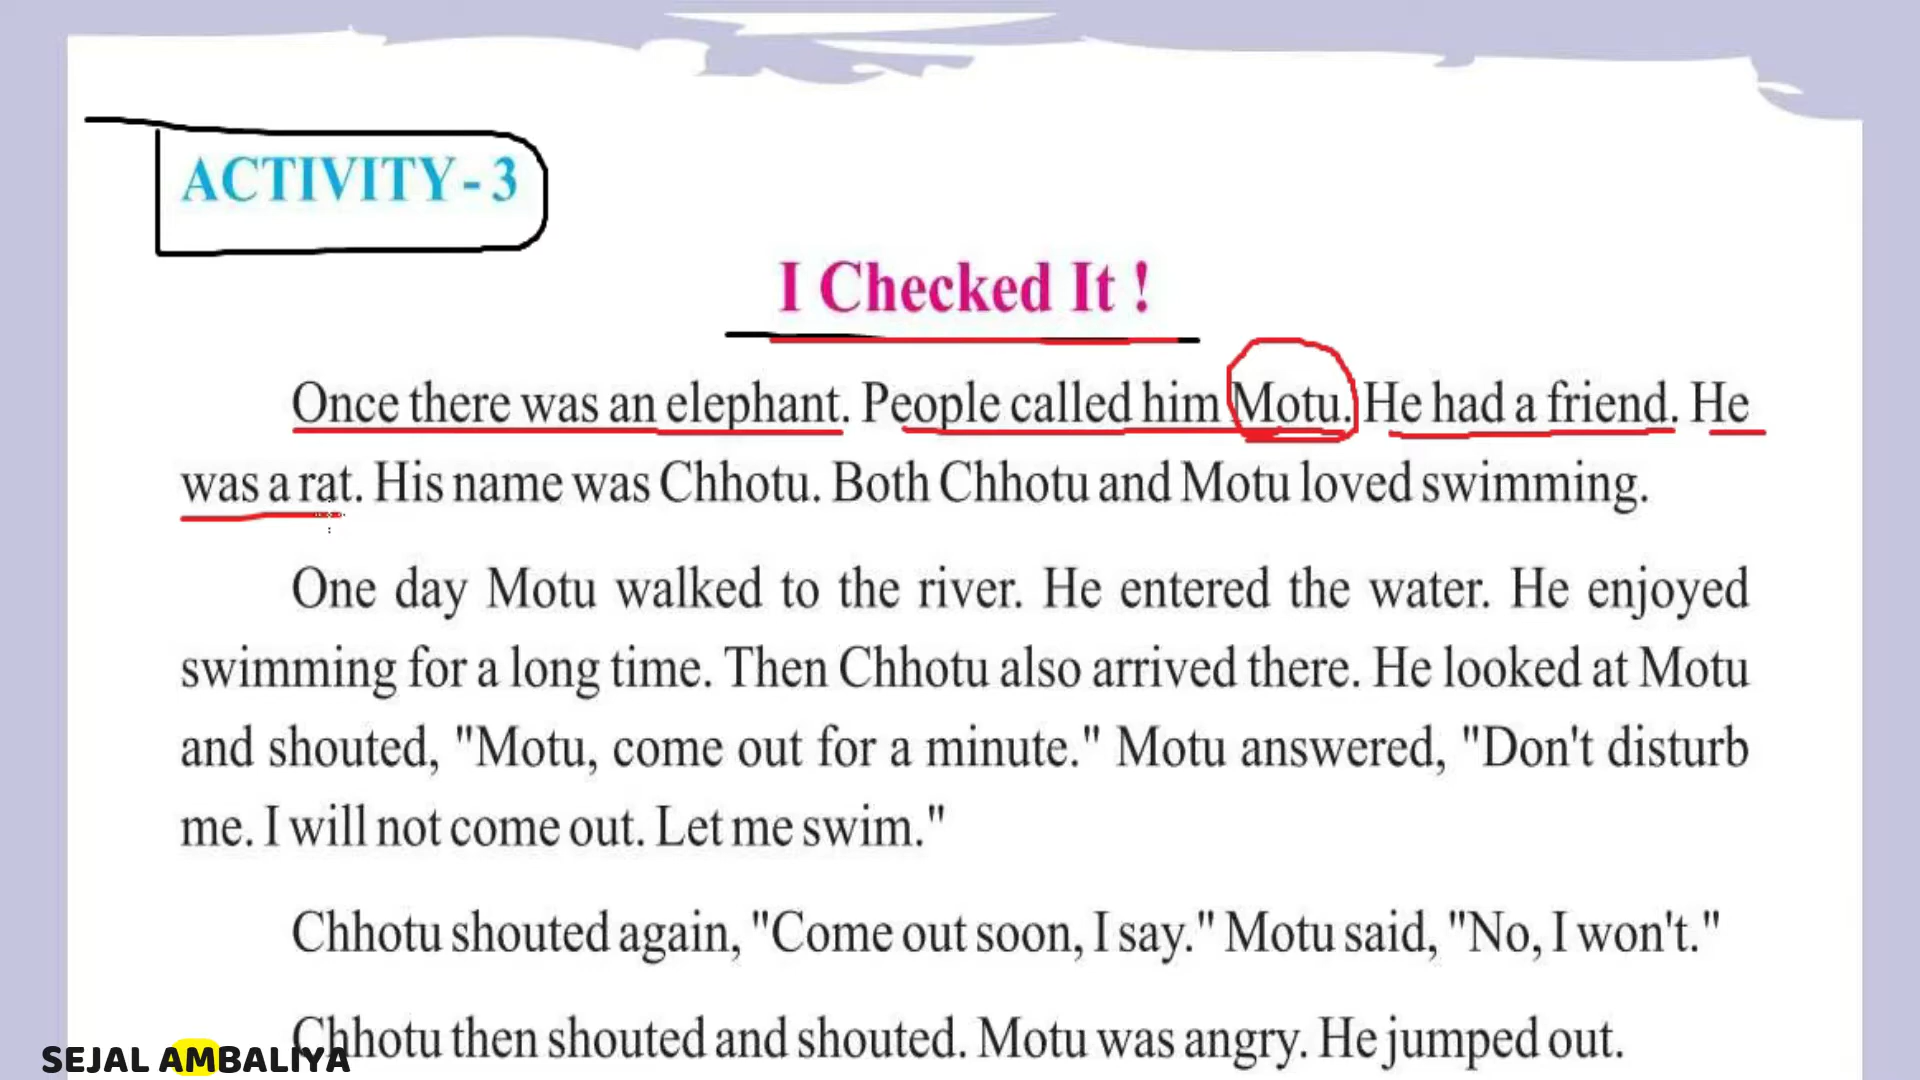 ACTIVITY - 3
I Checked It !
Once there was an elephant. People called him Motu. He had a friend. He
was a rat. His name was Chhotu. Both Chhotu and Motu loved swimming.
One day Motu walked to the river. He entered the water. He enjoyed
swimming for a long time. Then Chhotu also arrived there. He looked at Motu
and shouted, "Motu, come out for a minute." Motu answered, "Don't disturb
me. I will not come out. Let me swim."
Chhotu shouted again, "Come out soon, I say." Motu said, "No, I won't."
Chhotu then shouted and shouted. Motu was angry. He jumped out.
SEJAL AMBALIYA